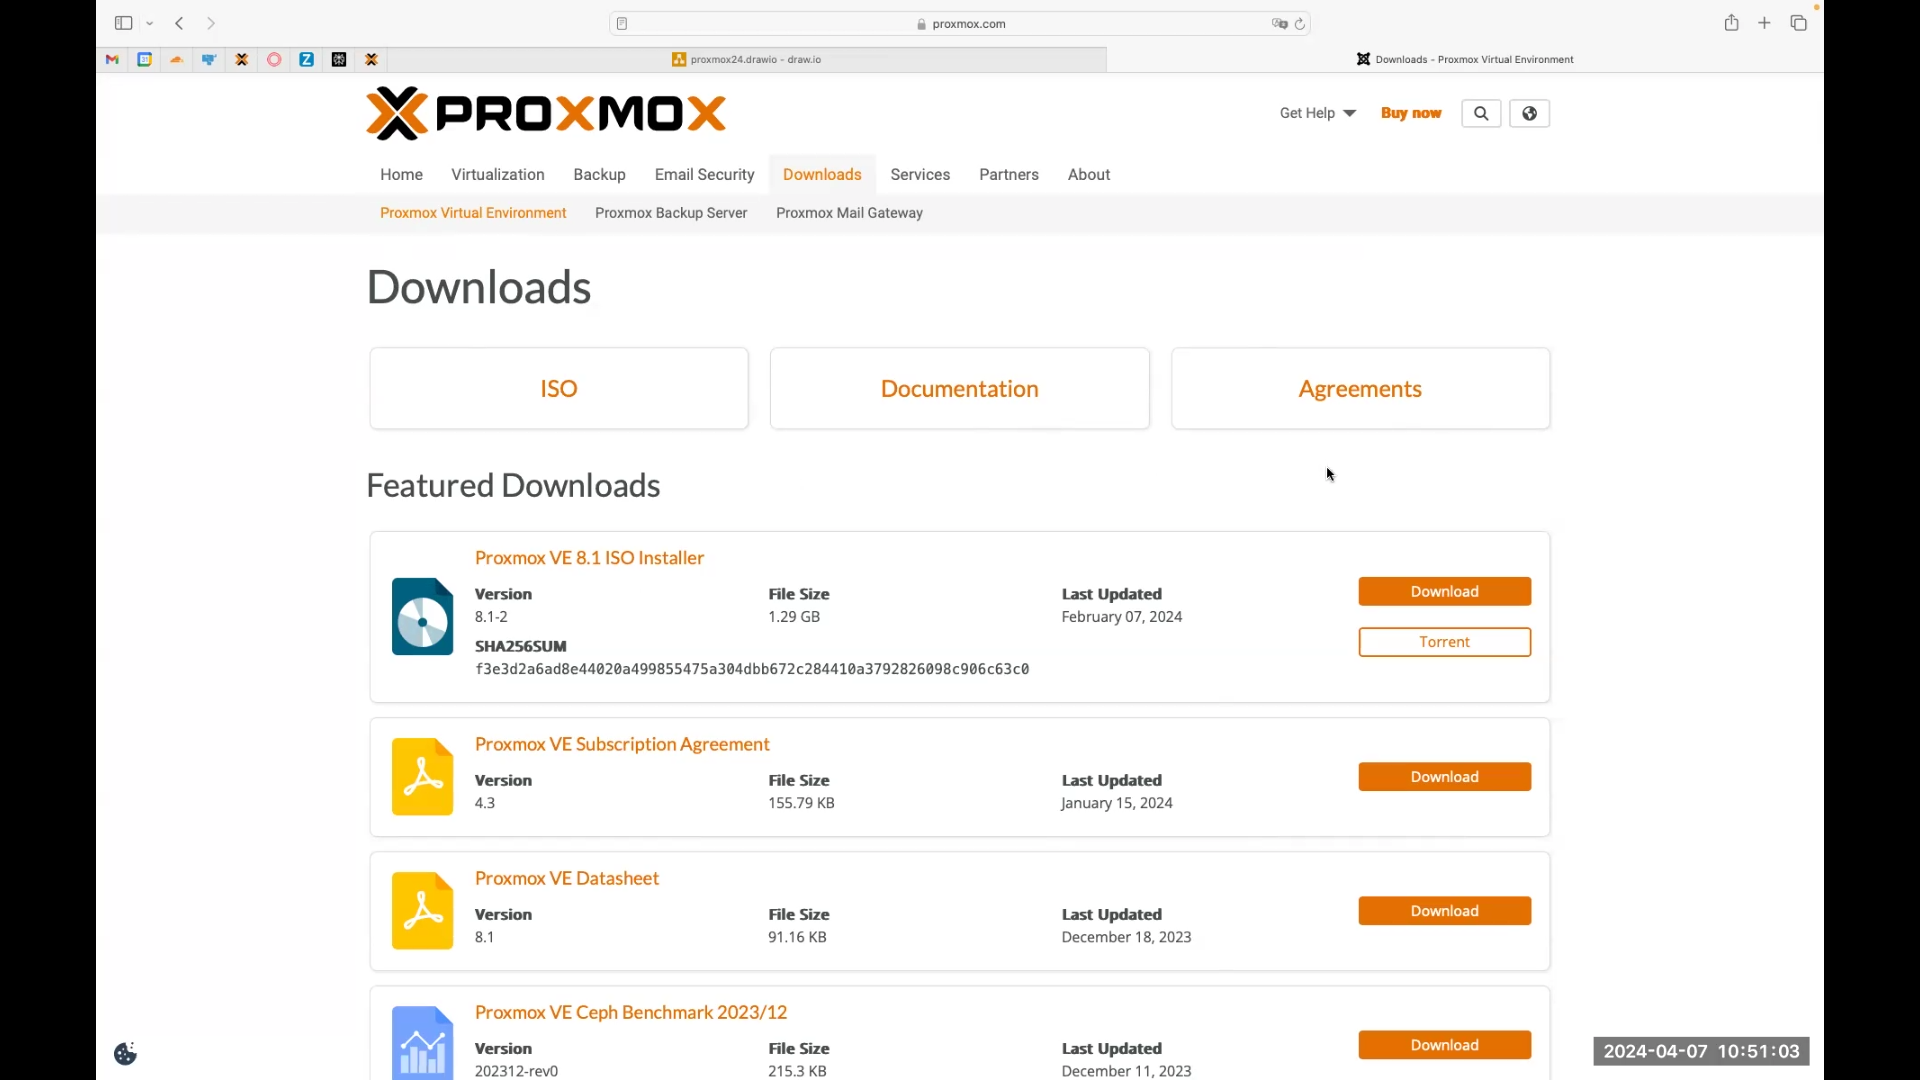 proxmox.com
proxmox24.drawio - draw.io
Downloads - Proxmox Virtual Environment
PROXMOX
Get Help
Buy now
Home
Virtualization
Backup
Email Security
Downloads
Services
Partners
About
Proxmox Virtual Environment
Proxmox Backup Server
Proxmox Mail Gateway
Downloads
ISO
Documentation
Agreements
Featured Downloads
Proxmox VE 8.1 ISO Installer
Version
File Size
Last Updated
8.1-2
1.29 GB
February 07, 2024
SHA256SUM
f3e3d2a6ad8e44020a499855475a304dbb672c284410a3792826098c906c63c0
Download
Torrent
Proxmox VE Subscription Agreement
Version
File Size
Last Updated
4.3
155.79 KB
January 15, 2024
Download
Proxmox VE Datasheet
Version
File Size
Last Updated
8.1
91.16 KB
December 18, 2023
Download
Proxmox VE Ceph Benchmark 2023/12
Version
File Size
Last Updated
202312-rev0
215.3 KB
December 11, 2023
Download
2024-04-07 10:51:03